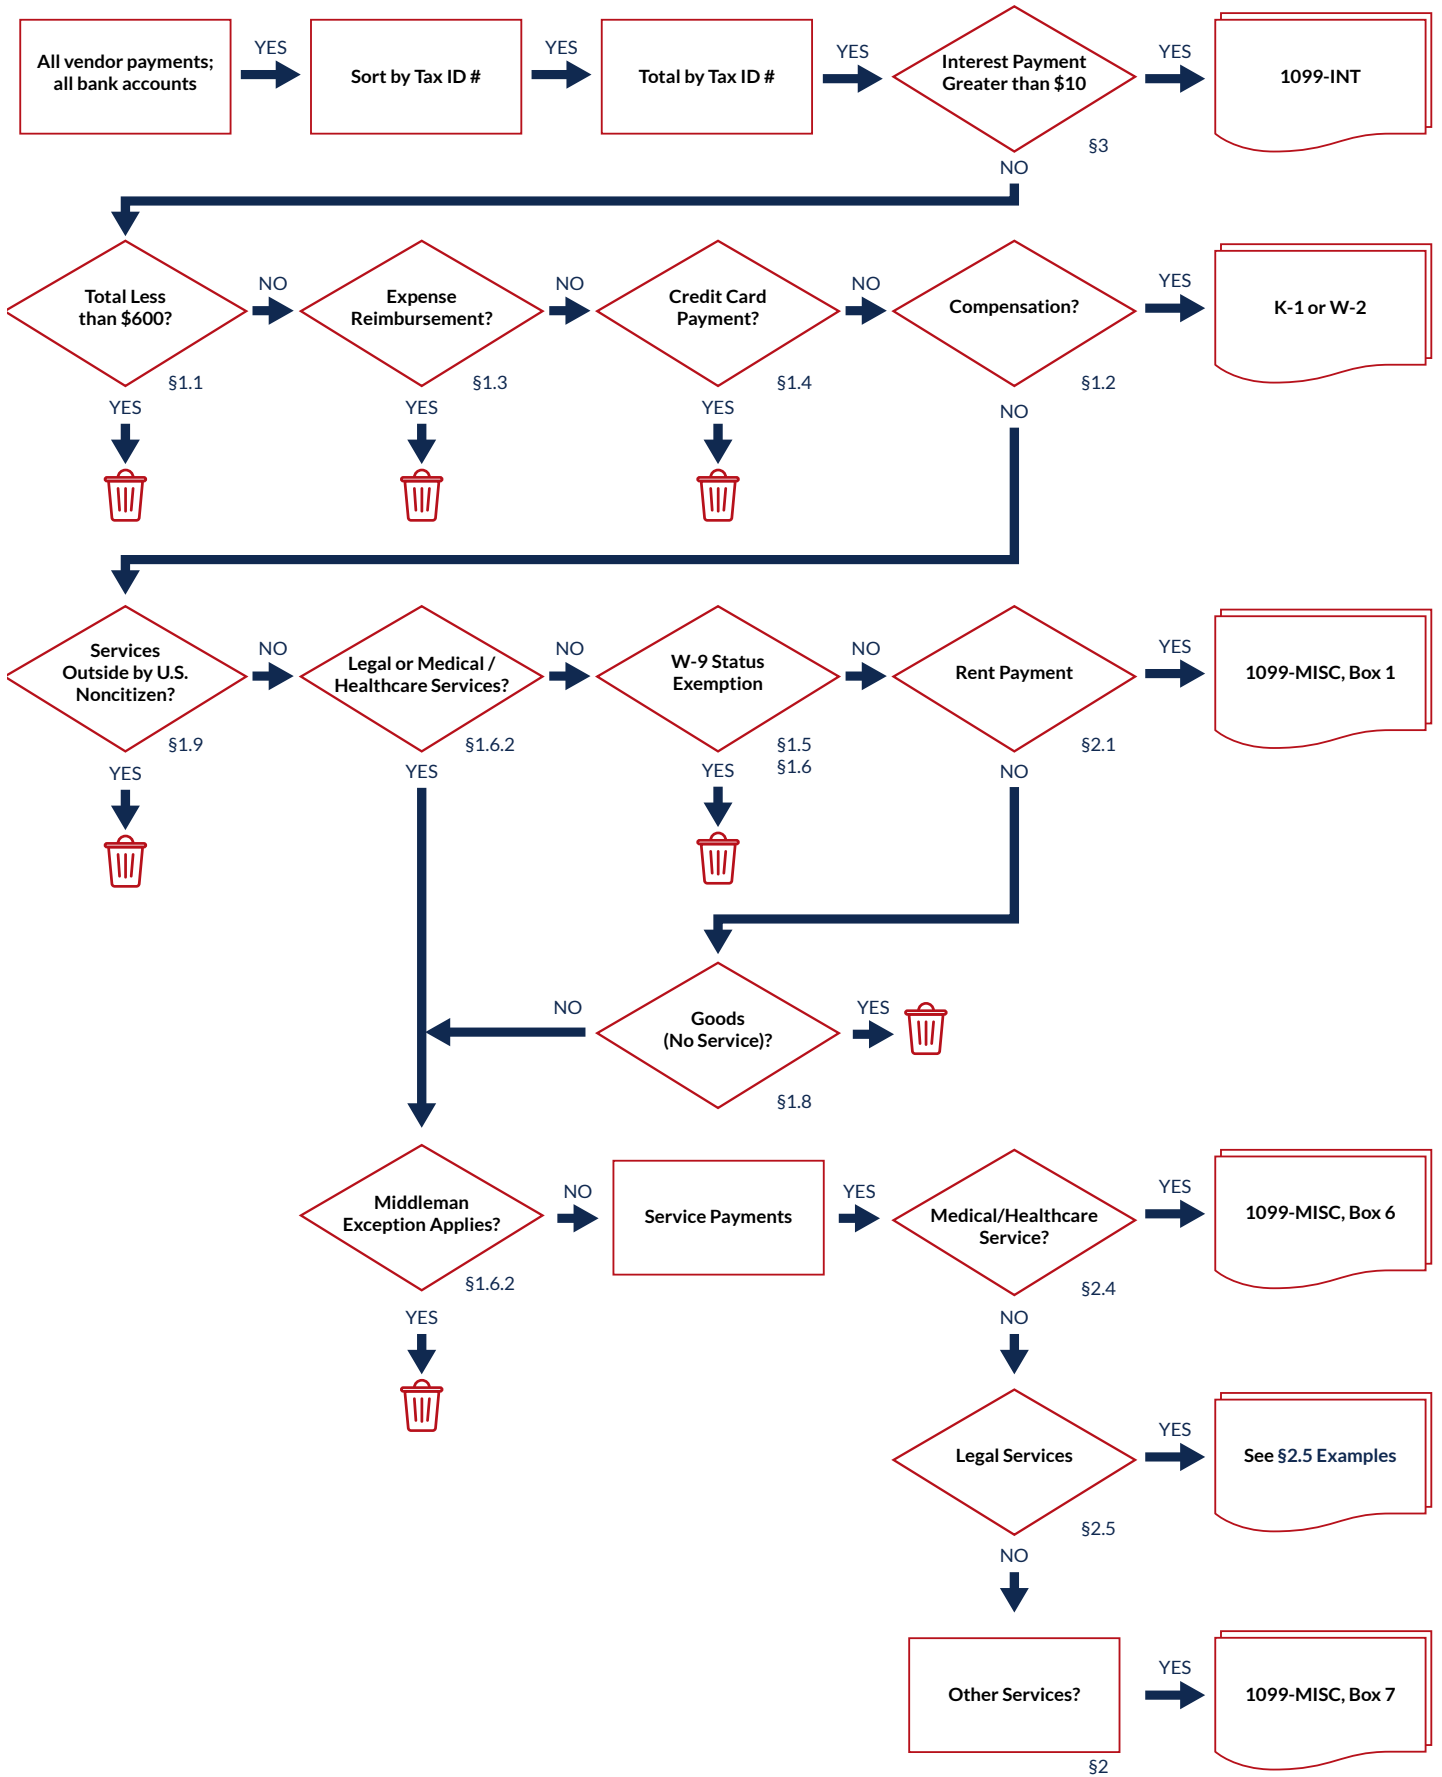 All vendor payments;
all bank accounts
YES
Sort by Tax ID #
YES
Total by Tax ID #
YES
Interest Payment
Greater than $10
§3
YES
1099-INT
NO
Total Less
than $600?
§1.1
NO
Expense
Reimbursement?
§1.3
NO
Credit Card
Payment?
§1.4
NO
Compensation?
§1.2
YES
K-1 or W-2
YES
YES
YES
NO
Services
Outside by U.S.
Noncitizen?
§1.9
NO
Legal or Medical /
Healthcare Services?
§1.6.2
NO
W-9 Status
Exemption
§1.5
§1.6
NO
Rent Payment
§2.1
YES
1099-MISC, Box 1
YES
YES
YES
NO
NO
Goods
(No Service)?
§1.8
YES
Middleman
Exception Applies?
§1.6.2
NO
Service Payments
YES
Medical/Healthcare
Service?
§2.4
YES
1099-MISC, Box 6
YES
NO
Legal Services
§2.5
YES
See §2.5 Examples
NO
Other Services?
§2
YES
1099-MISC, Box 7